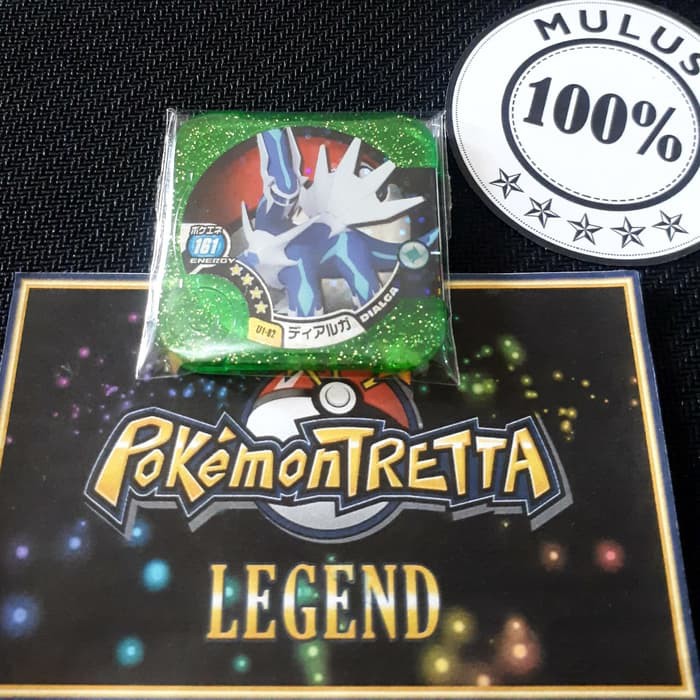 MULUS
100%
ポケエネ
161
ENERGY
U1-02
ディアルガ
DIALGA
PokémonTRETTA
LEGEND